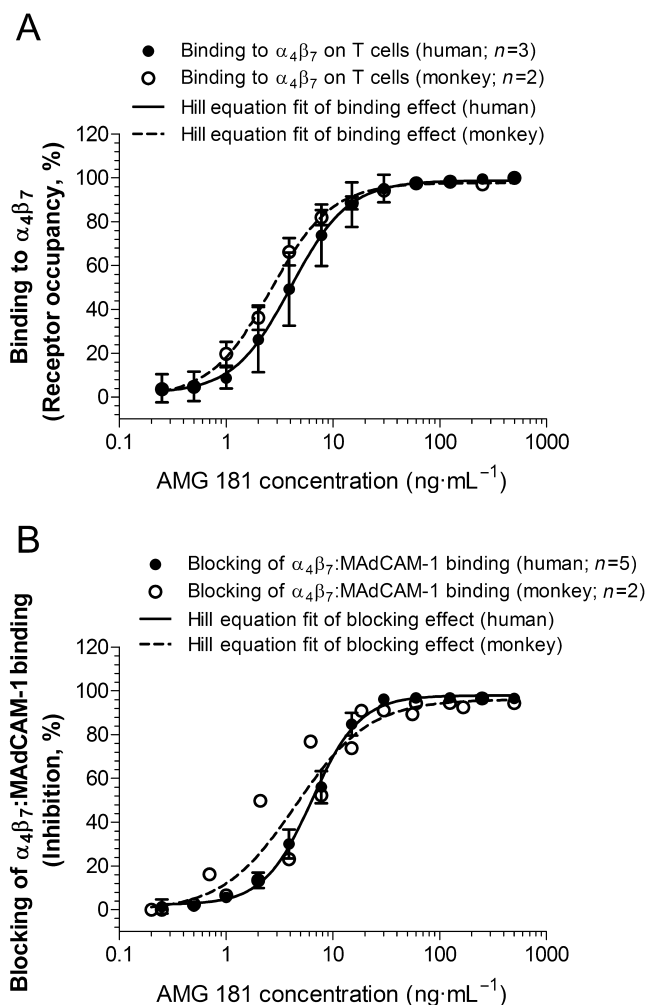 A
Binding to α₄β₇ on T cells (human; n=3)
Binding to α₄β₇ on T cells (monkey; n=2)
Hill equation fit of binding effect (human)
Hill equation fit of binding effect (monkey)
Binding to α₄β₇
(Receptor occupancy, %)
120
100
80
60
40
20
0
0.1 1 10 100 1000
AMG 181 concentration (ng·mL⁻¹)
B
Blocking of α₄β₇:MAdCAM-1 binding (human; n=5)
Blocking of α₄β₇:MAdCAM-1 binding (monkey; n=2)
Hill equation fit of blocking effect (human)
Hill equation fit of blocking effect (monkey)
Blocking of α₄β₇:MAdCAM-1 binding
(Inhibition, %)
120
100
80
60
40
20
0
0.1 1 10 100 1000
AMG 181 concentration (ng·mL⁻¹)